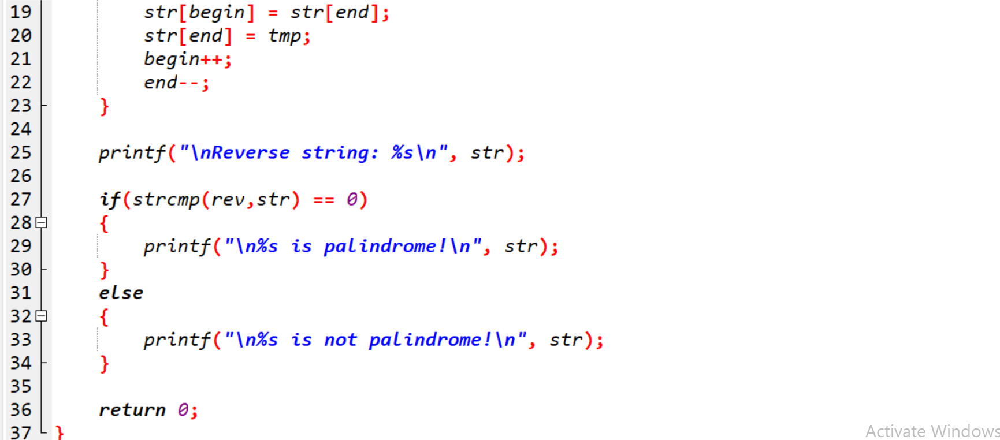 19 str[begin] = str[end];
20 str[end] = tmp;
21 begin++;
22 end--;
23 }
24
25 printf("\nReverse string: %s\n", str);
26
27 if(strcmp(rev,str) == 0)
28 {
29 printf("\n%s is palindrome!\n", str);
30 }
31 else
32 {
33 printf("\n%s is not palindrome!\n", str);
34 }
35
36 return 0;
37 }
Activate Windows